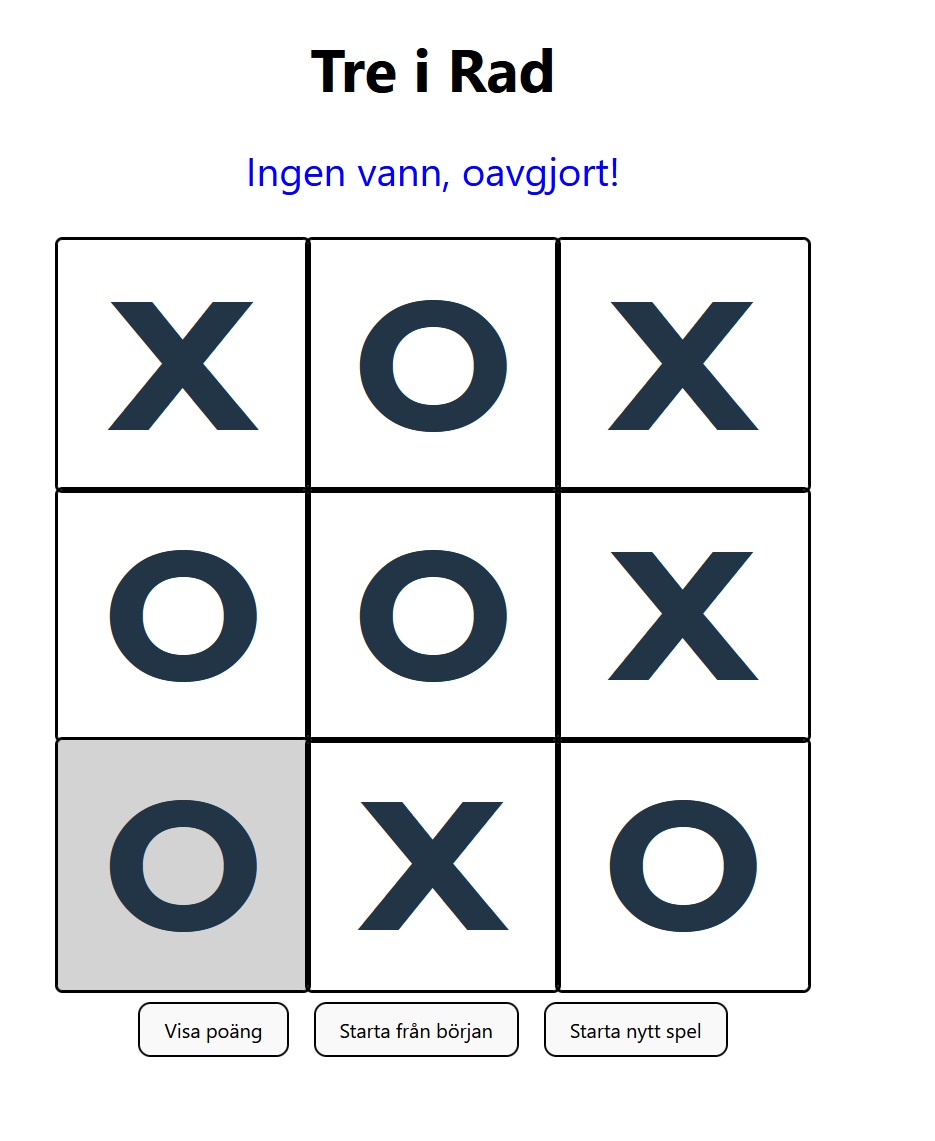 Tre i Rad
Ingen vann, oavgjort!
X O X
O O X
O X O
Visa poäng Starta från början Starta nytt spel